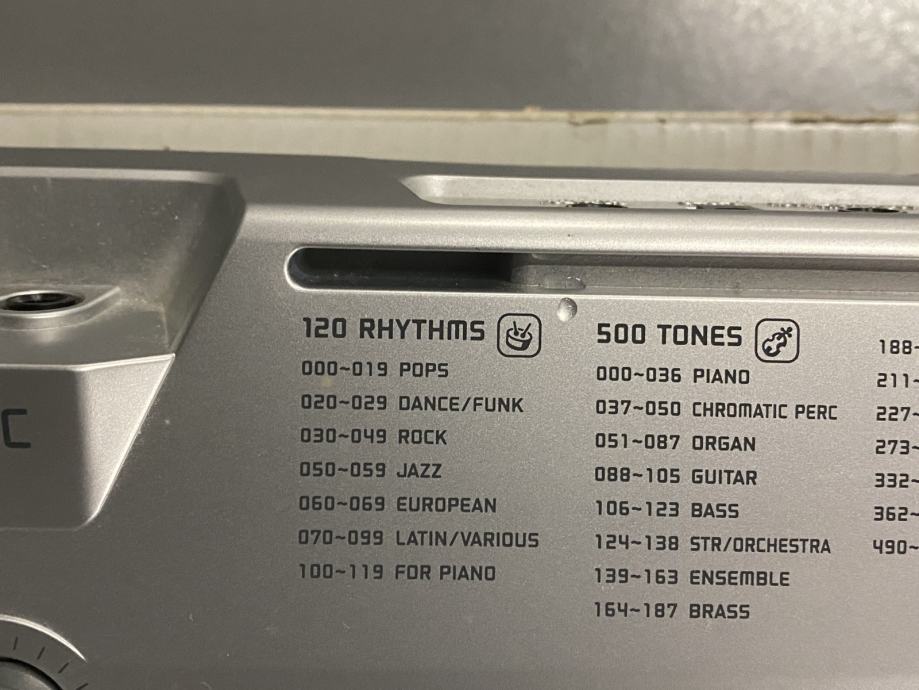 120 RHYTHMS
000~019 POPS
020~029 DANCE/FUNK
030~049 ROCK
050~059 JAZZ
060~069 EUROPEAN
070~099 LATIN/VARIOUS
100~119 FOR PIANO
500 TONES
000~036 PIANO
037~050 CHROMATIC PERC
051~087 ORGAN
088~105 GUITAR
106~123 BASS
124~138 STR/ORCHESTRA
139~163 ENSEMBLE
164~187 BRASS
188~
211~
227~
273~
332~
362~
490~
C